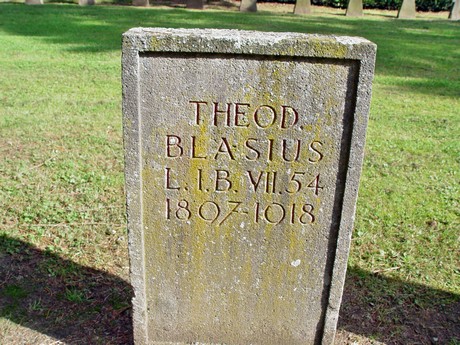 THEOD.
BLASIUS
L.I.B.VII.54
1897-1918